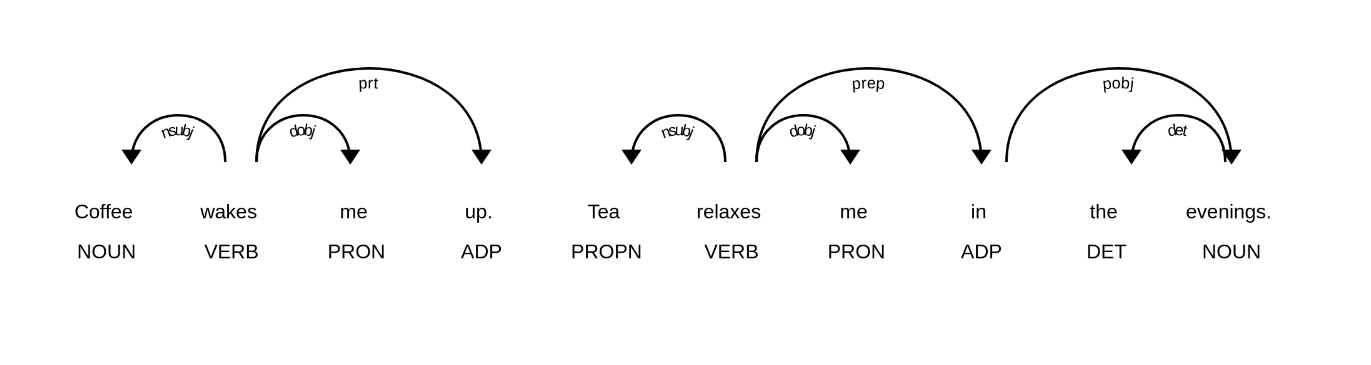 prt prep pobj
nsubj dobj nsubj dobj det
Coffee wakes me up. Tea relaxes me in the evenings.
NOUN VERB PRON ADP PROPN VERB PRON ADP DET NOUN